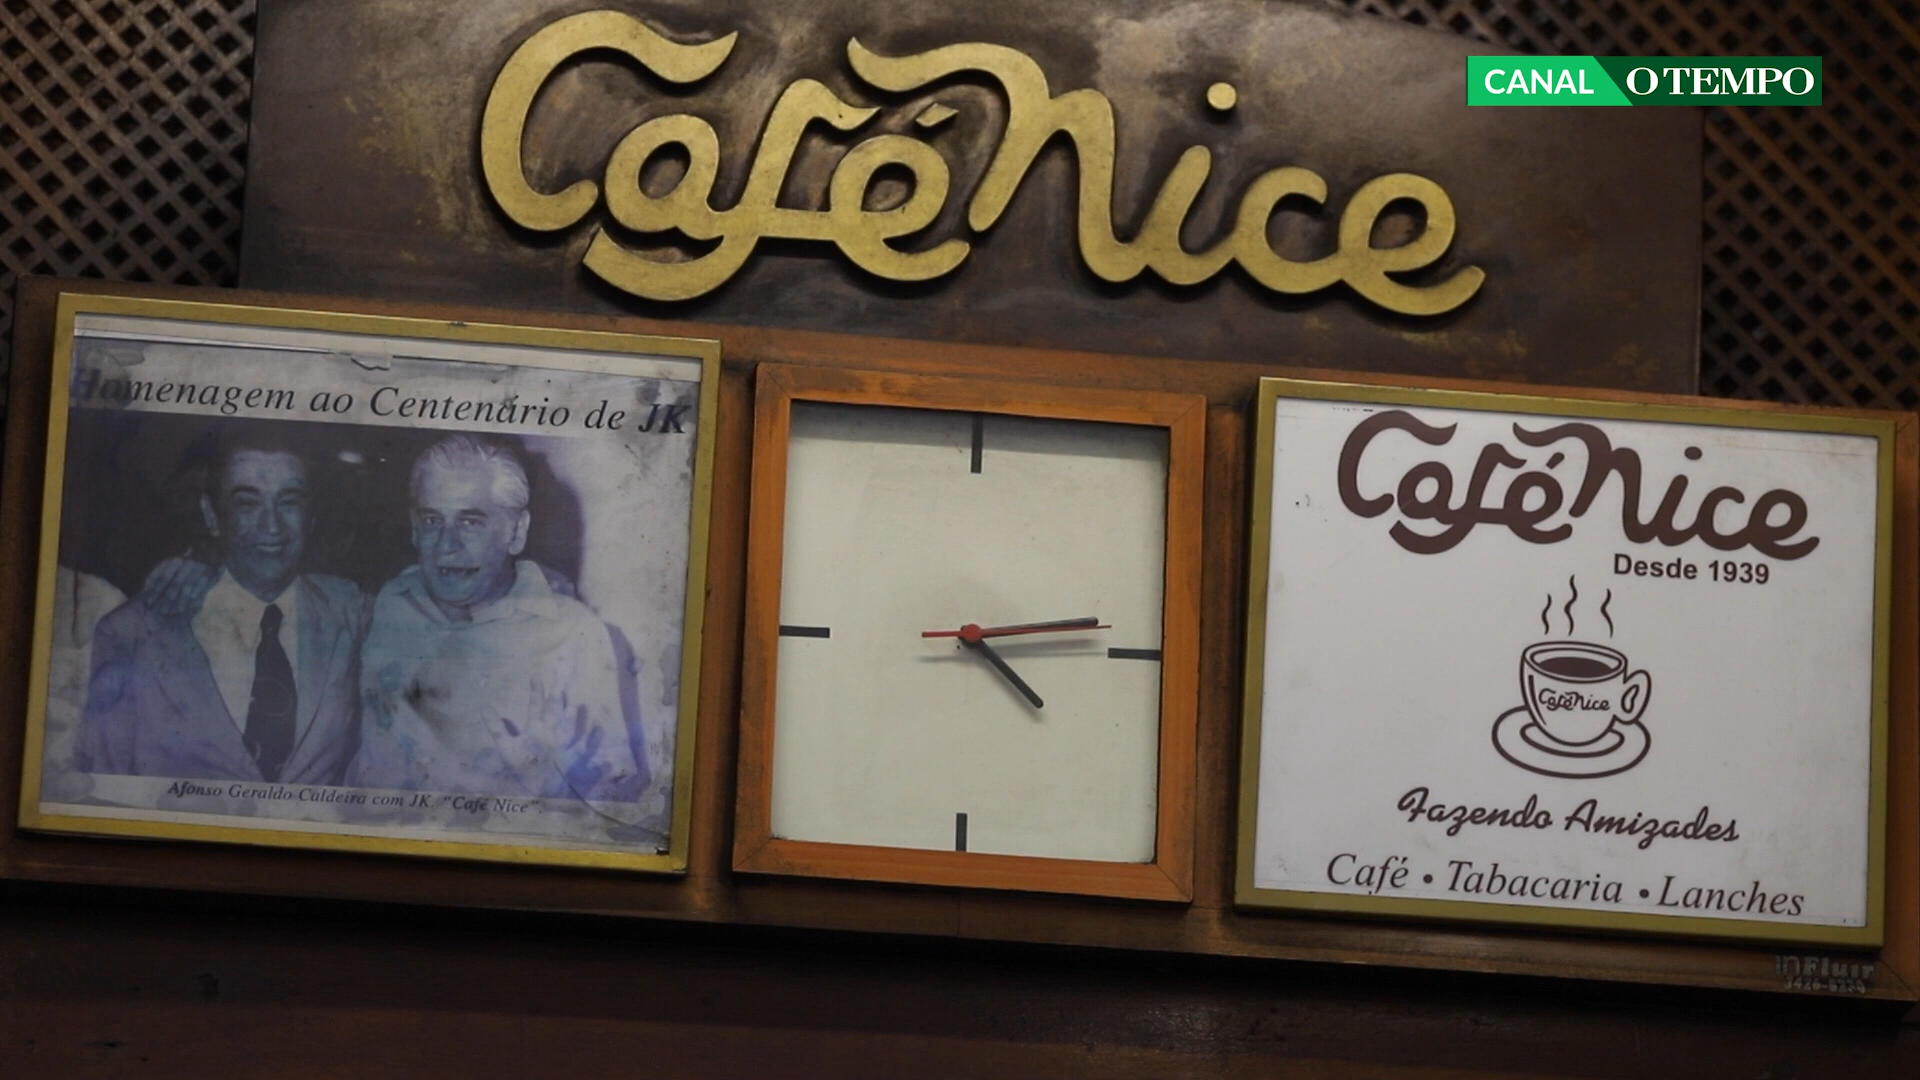 Café Nice
CANAL O TEMPO
Homenagem ao Centenário de JK
Afonso Geraldo Caldeira com JK. "Café Nice".
Café Nice
Desde 1939
Café Nice
Fazendo Amizades
Café • Tabacaria • Lanches